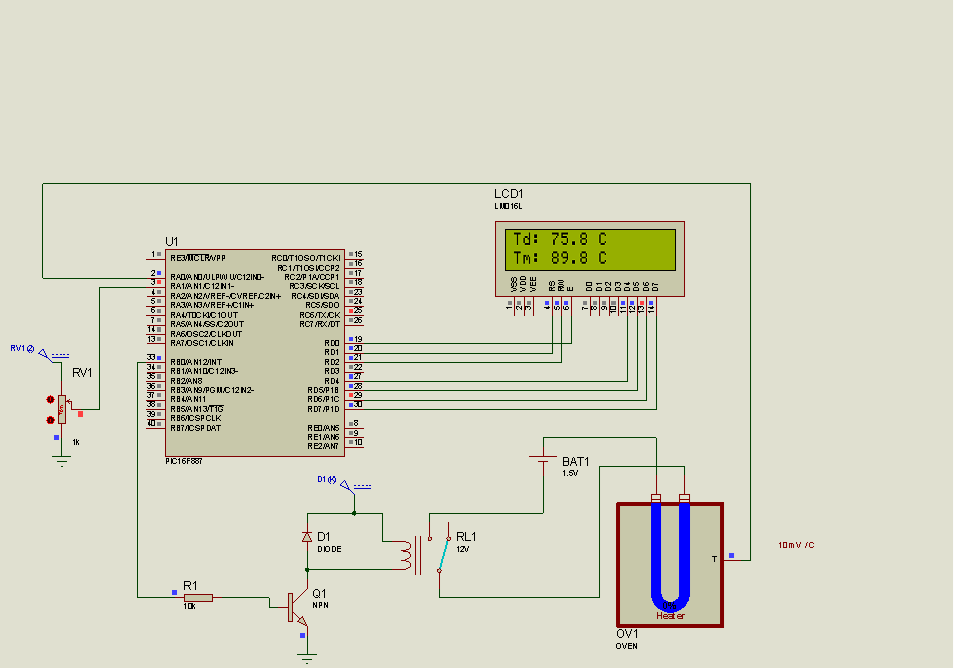 LCD1
LMD16L
Td: 75.8 C
Tm: 89.8 C
VSS
VDD
VEE
RS
RW
E
D0
D1
D2
D3
D4
D5
D6
D7
1
2
3
4
5
6
7
8
9
10
11
12
13
14
U1
1 RE3/MCLR/VPP
2 RA0/AN0/ULPWU/C12IN0-
3 RA1/AN1/C12IN1-
4 RA2/AN2/VREF-/CVREF/C2IN+
5 RA3/AN3/VREF+/C1IN+
6 RA4/T0CKI/C1OUT
7 RA5/AN4/SS/C2OUT
14 RA6/OSC2/CLKOUT
13 RA7/OSC1/CLKIN
33 RB0/AN12/INT
34 RB1/AN10/C12IN3-
35 RB2/AN8
36 RB3/AN9/PGM/C12IN2-
37 RB4/AN11
38 RB5/AN13/T1G
39 RB6/ICSPCLK
40 RB7/ICSPDAT
RC0/T1OSO/T1CKI 15
RC1/T1OSI/CCP2 16
RC2/P1A/CCP1 17
RC3/SCK/SCL 18
RC4/SDI/SDA 23
RC5/SDO 24
RC6/TX/CK 25
RC7/RX/DT 26
RD0 19
RD1 20
RD2 21
RD3 22
RD4 27
RD5/P1B 28
RD6/P1C 29
RD7/P1D 30
RE0/AN5 8
RE1/AN6 9
RE2/AN7 10
PIC16F887
RV1(2)
RV1
1k
D1(K)
D1
DIODE
RL1
12V
BAT1
1.5V
R1
10k
Q1
NPN
T
10mV/C
Heater
OV1
OVEN